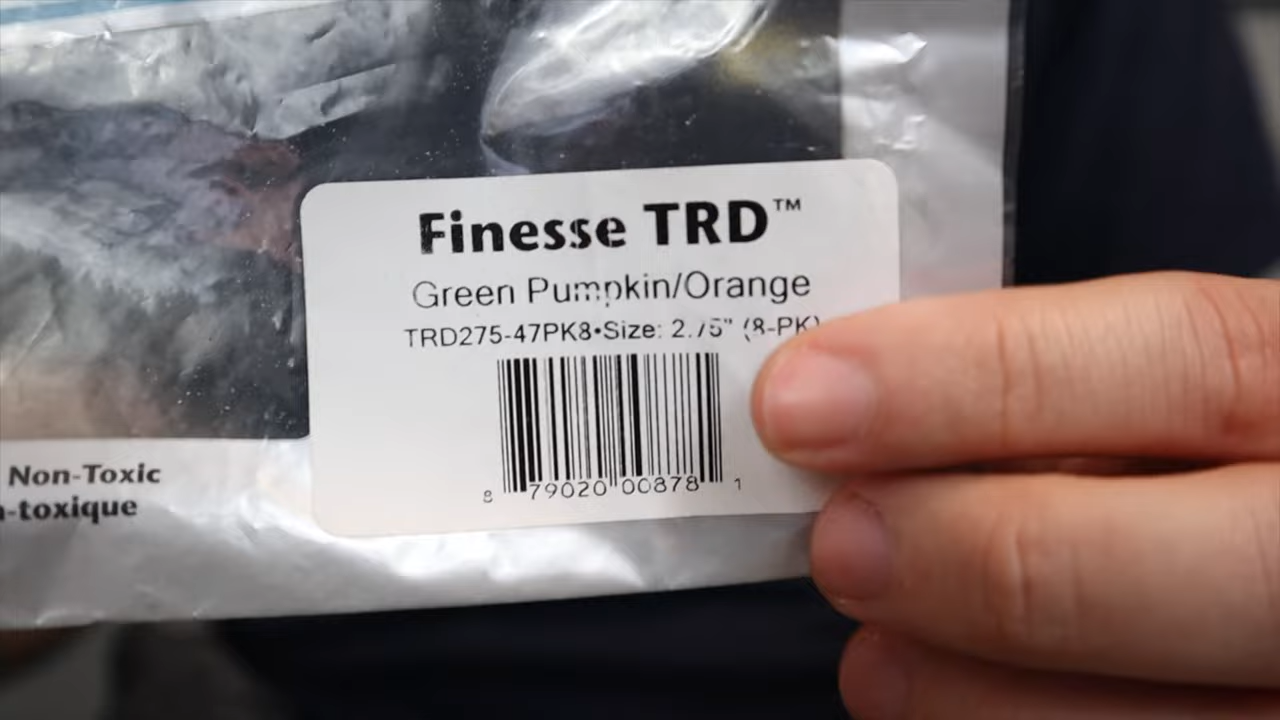 Finesse TRD™
Green Pumpkin/Orange
TRD275-47PK8•Size: 2.75" (8-PK)
8 79020 00878 1
Non-Toxic
-toxique